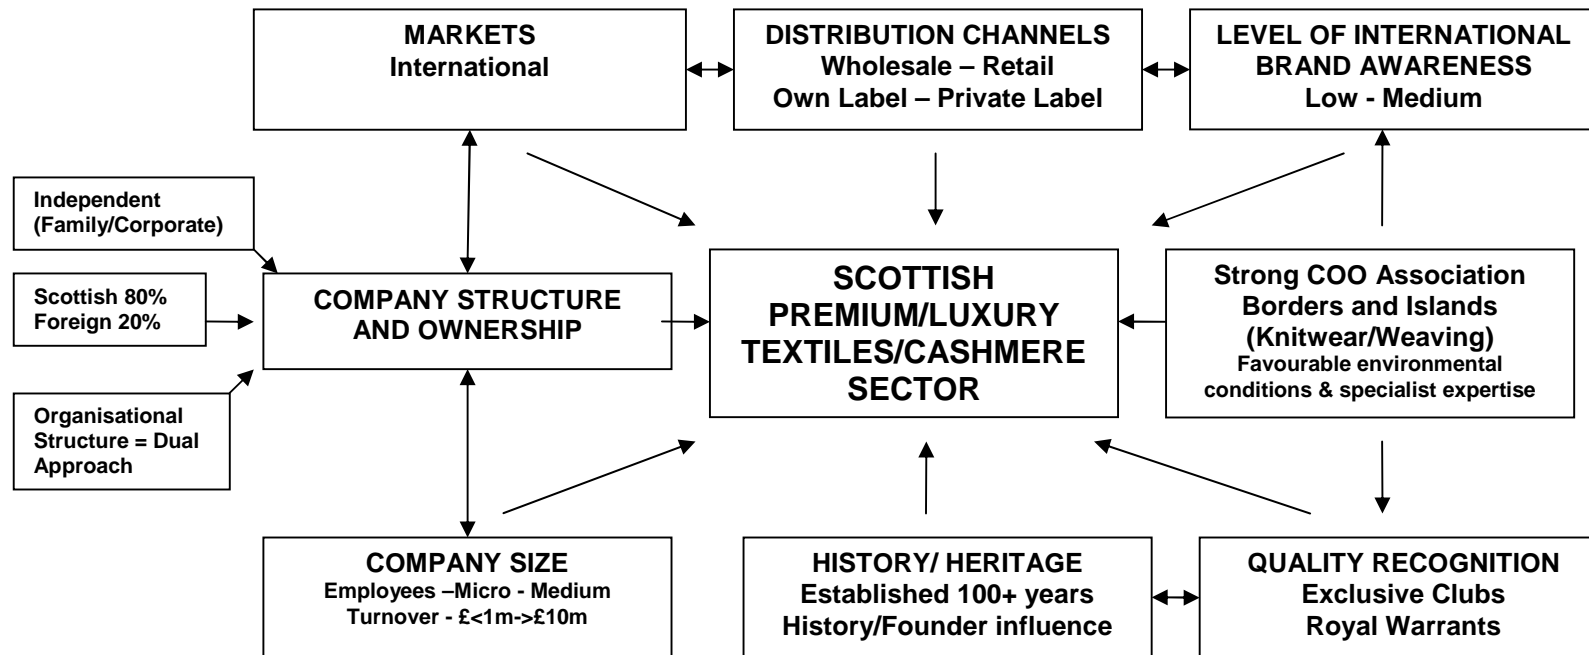 MARKETS
International
DISTRIBUTION CHANNELS
Wholesale – Retail
Own Label – Private Label
LEVEL OF INTERNATIONAL
BRAND AWARENESS
Low - Medium
Independent
(Family/Corporate)
Scottish 80%
Foreign 20%
Organisational
Structure = Dual
Approach
COMPANY STRUCTURE
AND OWNERSHIP
SCOTTISH
PREMIUM/LUXURY
TEXTILES/CASHMERE
SECTOR
Strong COO Association
Borders and Islands
(Knitwear/Weaving)
Favourable environmental
conditions & specialist expertise
COMPANY SIZE
Employees –Micro - Medium
Turnover - £<1m->£10m
HISTORY/ HERITAGE
Established 100+ years
History/Founder influence
QUALITY RECOGNITION
Exclusive Clubs
Royal Warrants